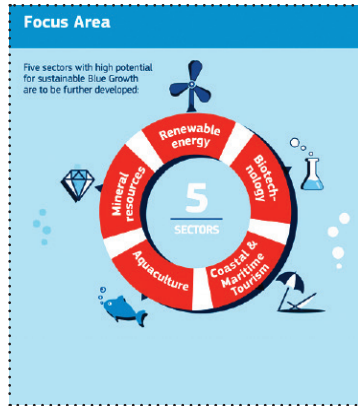 Focus Area
Five sectors with high potential
for sustainable Blue Growth
are to be further developed:
Renewable
energy
Biotech-
nology
Coastal &
Maritime
Tourism
Aquaculture
Mineral
resources
5
SECTORS